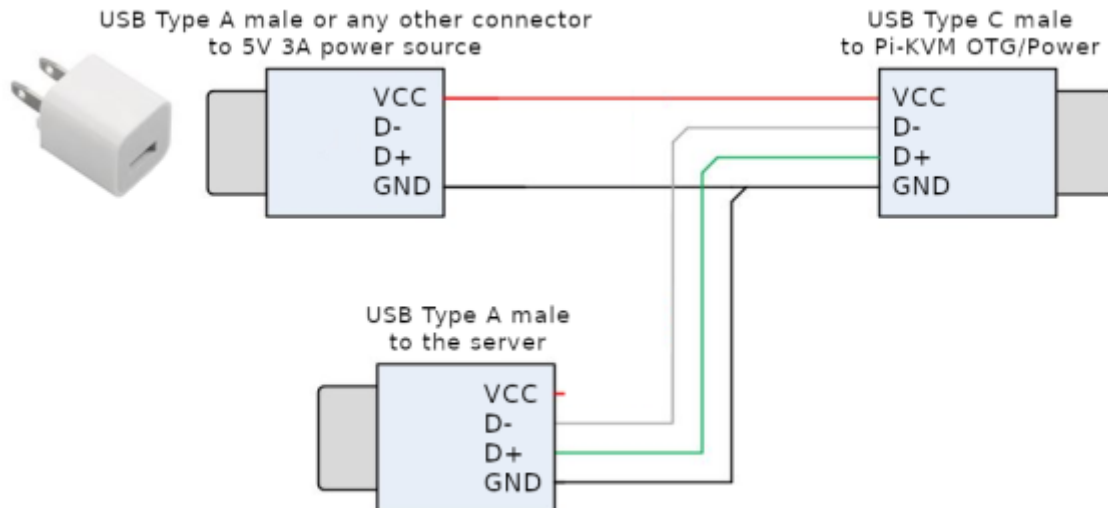 USB Type A male or any other connector
to 5V 3A power source
VCC
D-
D+
GND
USB Type C male
to Pi-KVM OTG/Power
VCC
D-
D+
GND
USB Type A male
to the server
VCC
D-
D+
GND